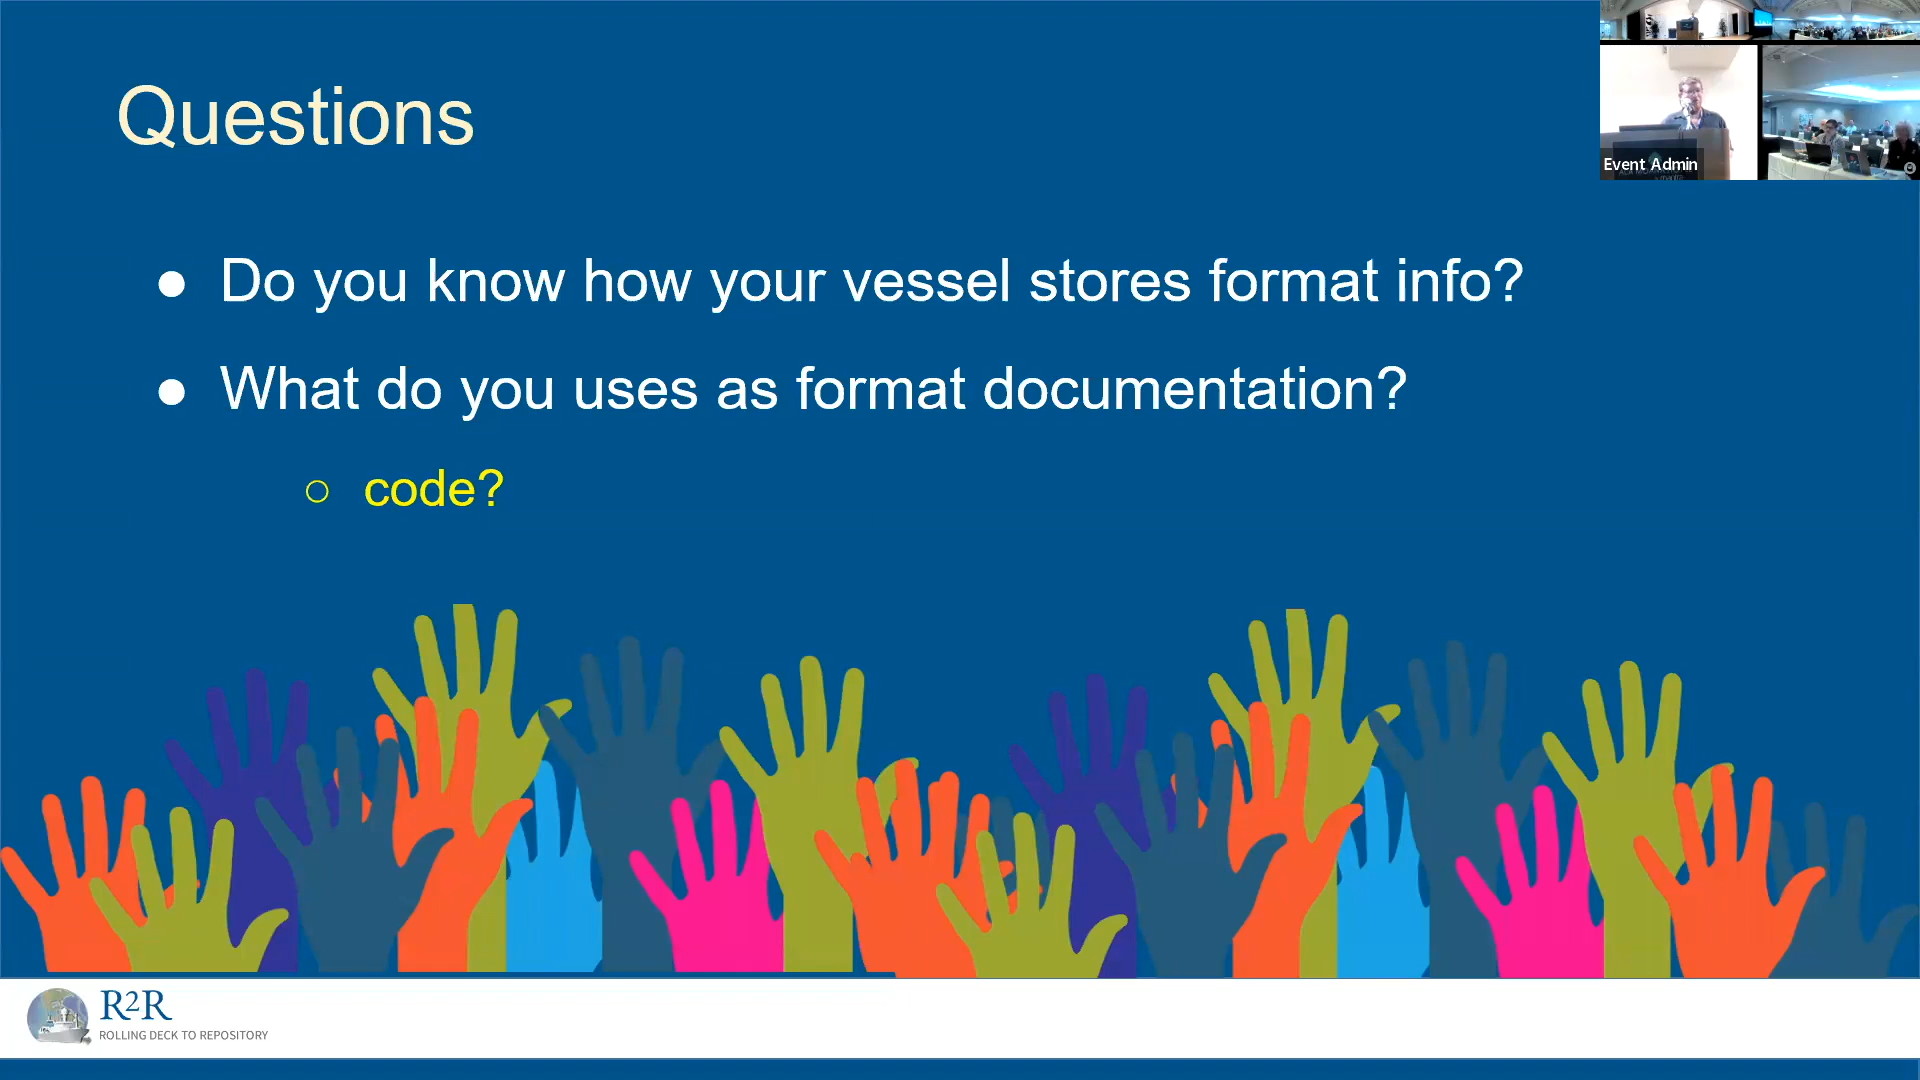 Questions
● Do you know how your vessel stores format info?
● What do you uses as format documentation?
○ code?
Event Admin
R2R
ROLLING DECK TO REPOSITORY